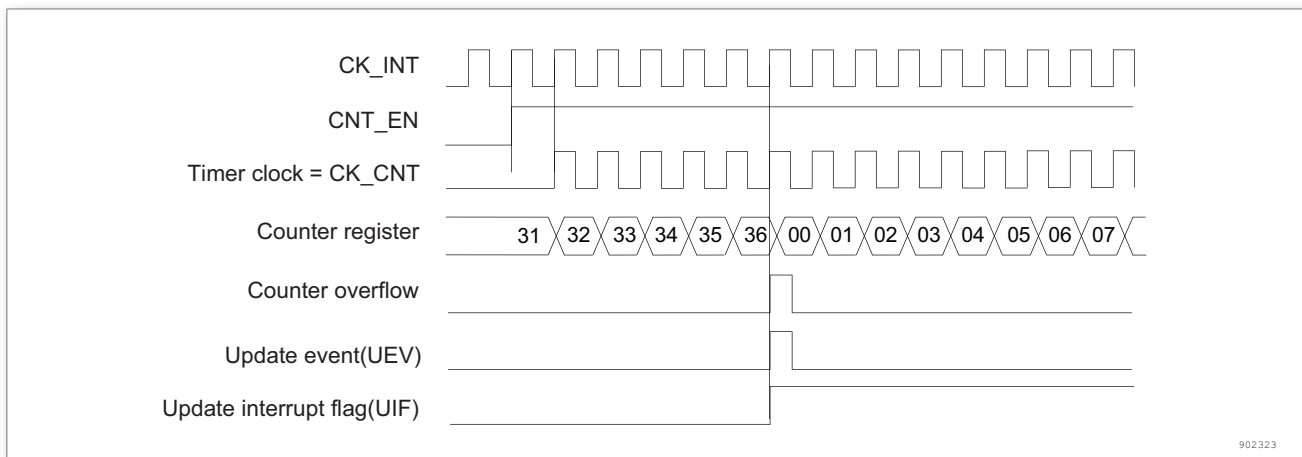 CK_INT
CNT_EN
Timer clock = CK_CNT
Counter register 31 32 33 34 35 36 00 01 02 03 04 05 06 07
Counter overflow
Update event(UEV)
Update interrupt flag(UIF)
902323